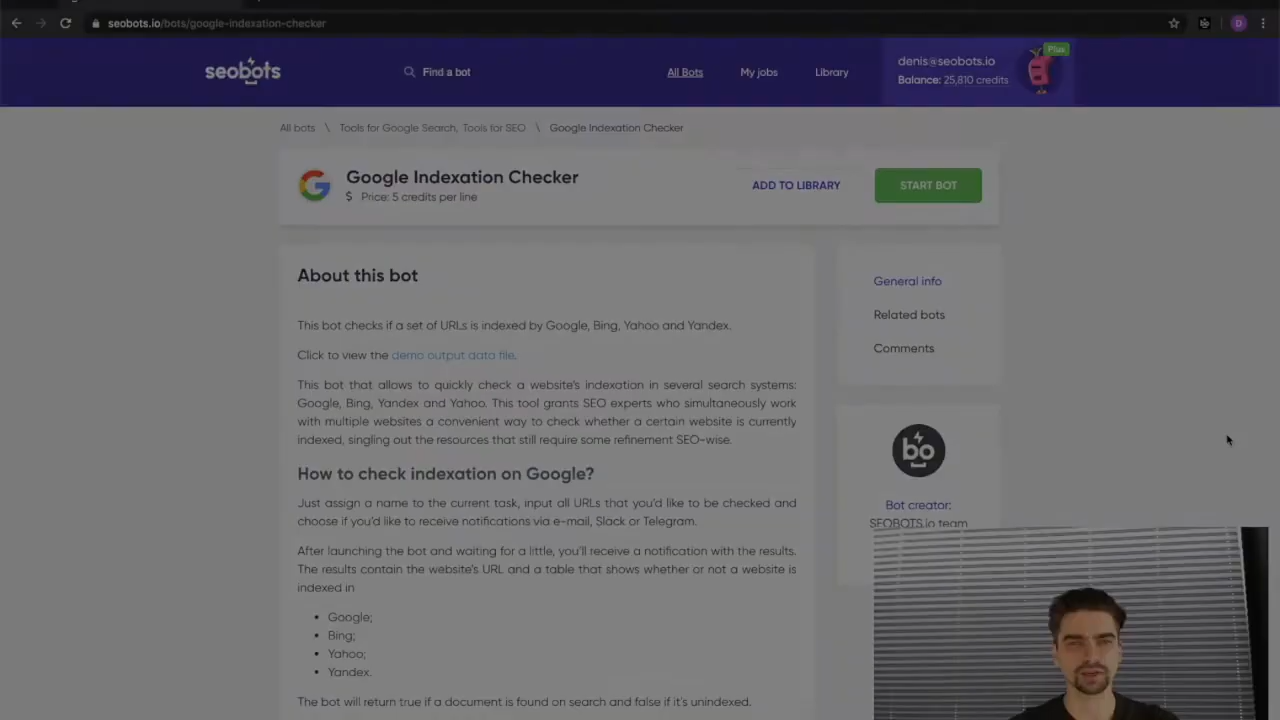 seobots.io/bots/google-indexation-checker
D
seobots
Find a bot
All Bots
My jobs
Library
denis@seobots.io
Balance: 25,810 credits
Plus
All bots \ Tools for Google Search, Tools for SEO \ Google Indexation Checker
Google Indexation Checker
$ Price: 5 credits per line
ADD TO LIBRARY
START BOT
About this bot
This bot checks if a set of URLs is indexed by Google, Bing, Yahoo and Yandex.
Click to view the demo output data file.
This bot that allows to quickly check a website's indexation in several search systems:
Google, Bing, Yandex and Yahoo. This tool grants SEO experts who simultaneously work
with multiple websites a convenient way to check whether a certain website is currently
indexed, singling out the resources that still require some refinement SEO-wise.
How to check indexation on Google?
Just assign a name to the current task, input all URLs that you'd like to be checked and
choose if you'd like to receive notifications via e-mail, Slack or Telegram.
After launching the bot and waiting for a little, you'll receive a notification with the results.
The results contain the website's URL and a table that shows whether or not a website is
indexed in
• Google;
• Bing;
• Yahoo;
• Yandex.
The bot will return true if a document is found on search and false if it's unindexed.
General info
Related bots
Comments
bo
Bot creator:
SEOBOTS.io team